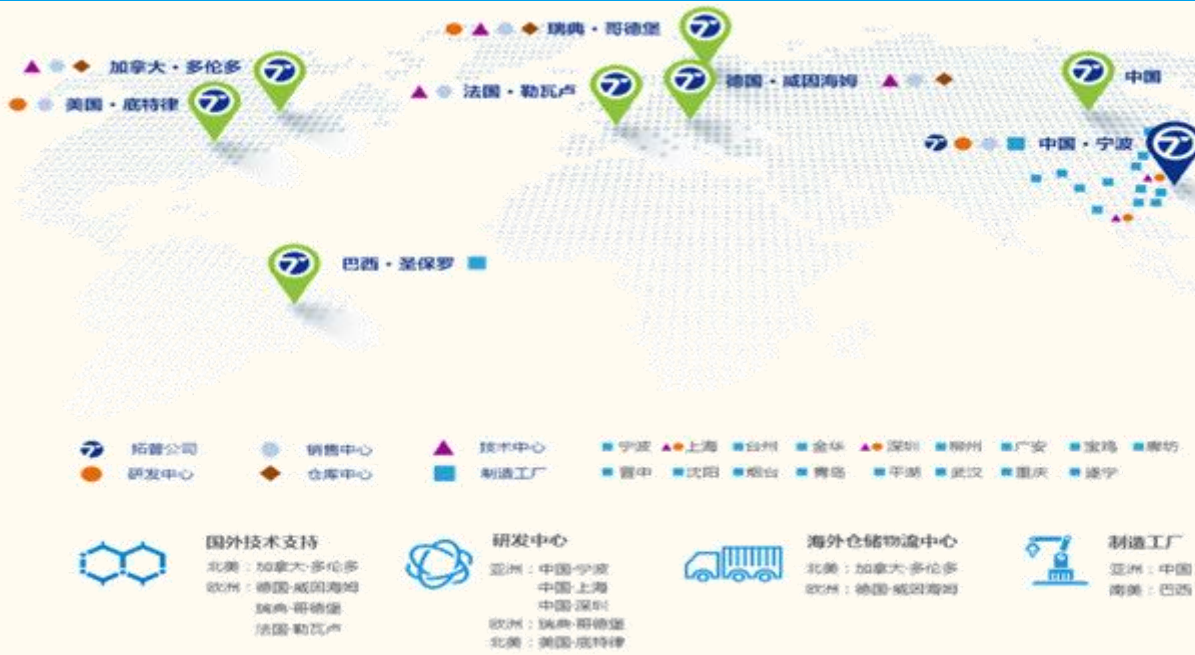 瑞典·哥德堡
加拿大·多伦多
美国·底特律
法国·勒瓦卢
德国·威因海姆
中国
中国·宁波
巴西·圣保罗
拓普公司 销售中心 技术中心
研发中心 仓库中心 制造工厂
宁波 上海 台州 金华 深圳 柳州 广安 宝鸡 廊坊
晋中 沈阳 烟台 青岛 平湖 武汉 重庆 遂宁
国外技术支持
北美：加拿大·多伦多
欧洲：德国·威因海姆
瑞典·哥德堡
法国·勒瓦卢
研发中心
亚洲：中国·宁波
中国·上海
中国·深圳
欧洲：瑞典·哥德堡
北美：美国·底特律
海外仓储物流中心
北美：加拿大·多伦多
欧洲：德国·威因海姆
制造工厂
亚洲：中国
南美：巴西